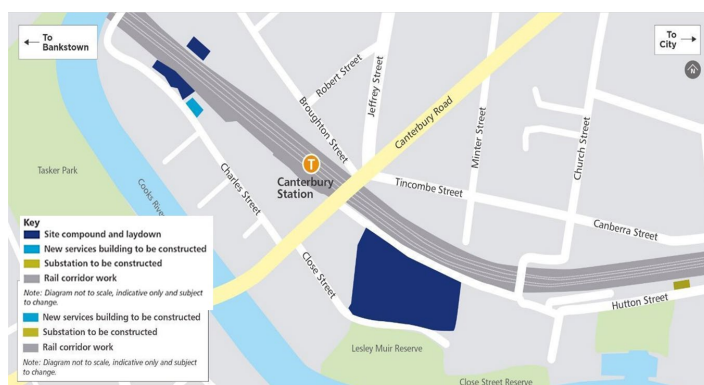 To
Bankstown
To
City
N
Robert Street
Jeffrey Street
Broughton Street
Canterbury Road
Minter Street
Church Street
Tasker Park
Cooks River
Charles Street
T
Canterbury
Station
Tincombe Street
Canberra Street
Close Street
Hutton Street
Lesley Muir Reserve
Close Street Reserve
Key
Site compound and laydown
New services building to be constructed
Substation to be constructed
Rail corridor work
Note: Diagram not to scale, indicative only and subject
to change.
New services building to be constructed
Substation to be constructed
Rail corridor work
Note: Diagram not to scale, indicative only and subject
to change.